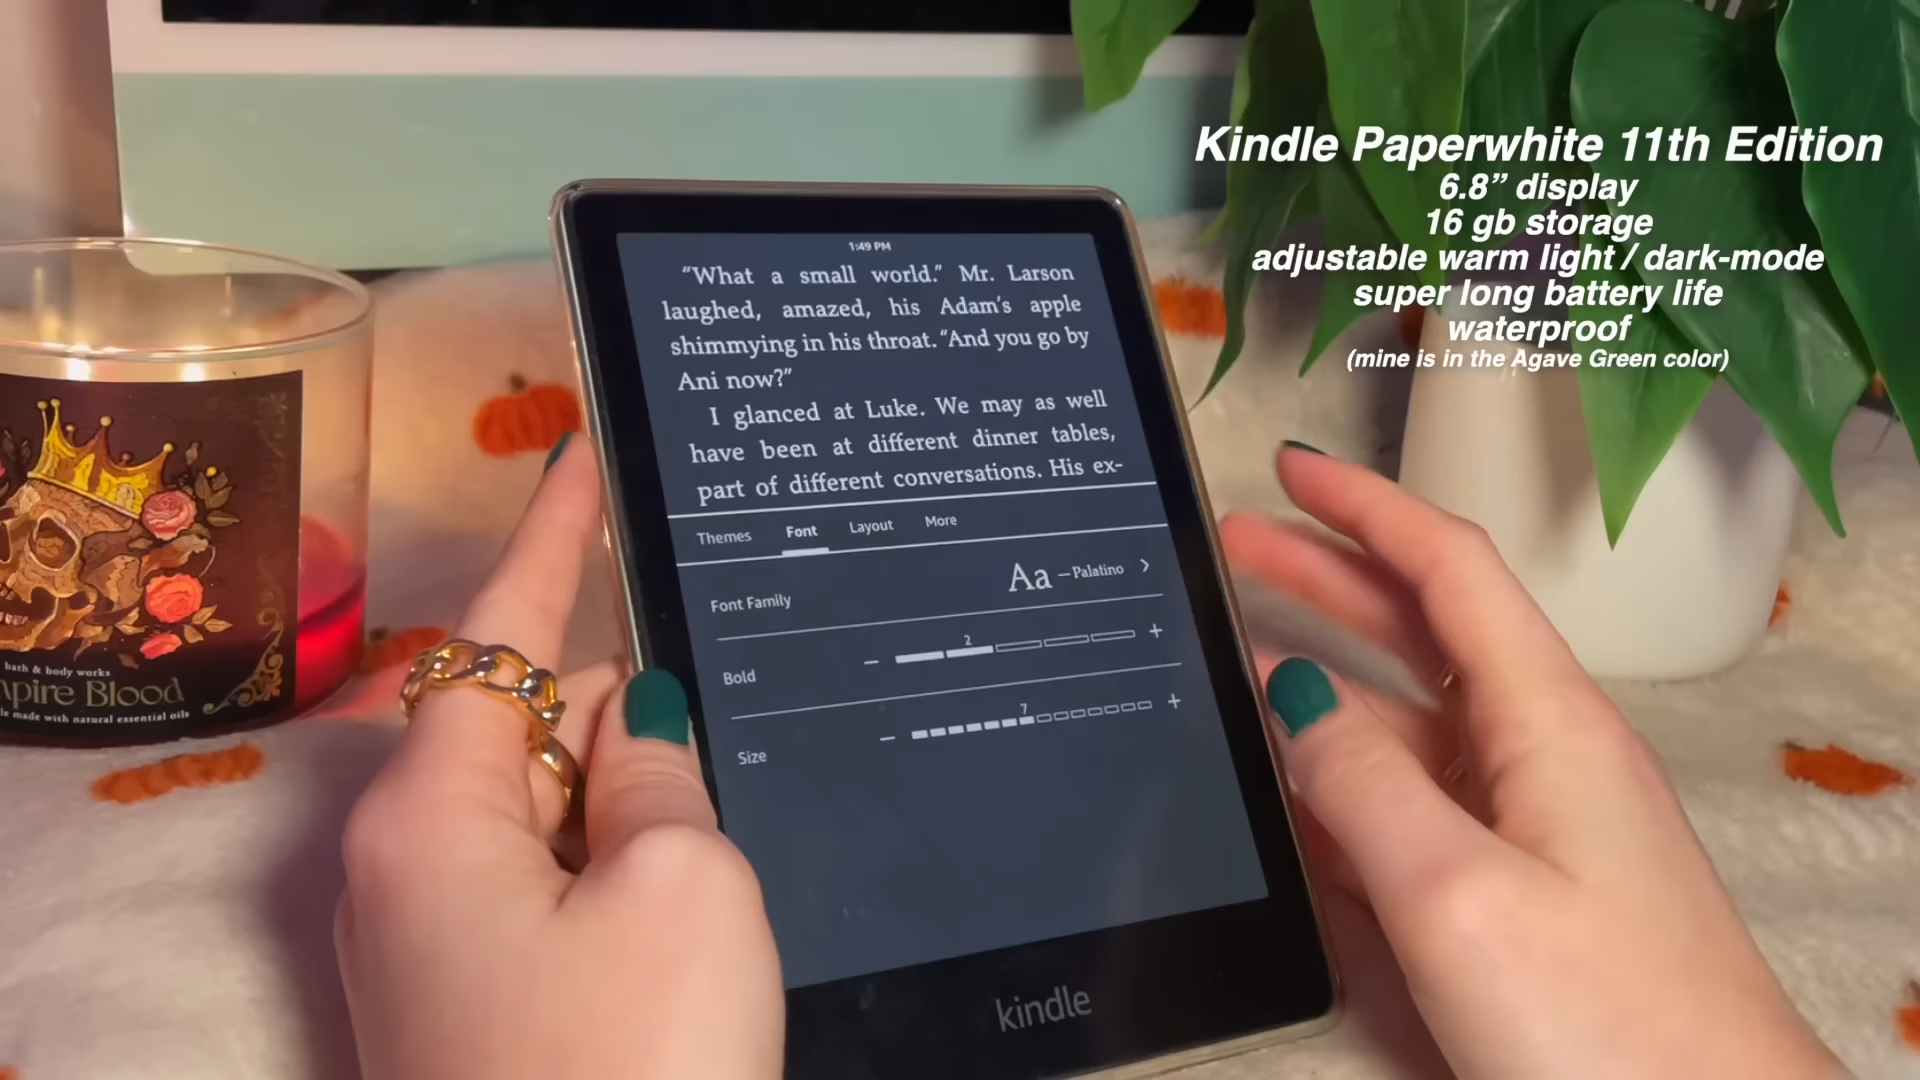 Kindle Paperwhite 11th Edition
6.8” display
16 gb storage
adjustable warm light / dark-mode
super long battery life
waterproof
(mine is in the Agave Green color)
1:49 PM
“What a small world.” Mr. Larson
laughed, amazed, his Adam’s apple
shimmying in his throat. “And you go by
Ani now?”
I glanced at Luke. We may as well
have been at different dinner tables,
part of different conversations. His ex-
Themes Font Layout More
Font Family Aa — Palatino >
Bold − 2 +
Size − 7 +
kindle
bath & body works
mpire Blood
le made with natural essential oils